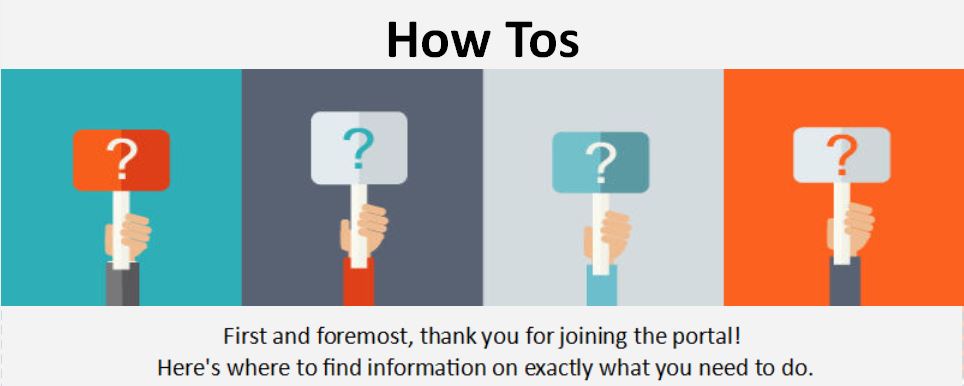 How Tos
? ? ? ?
First and foremost, thank you for joining the portal!
Here's where to find information on exactly what you need to do.